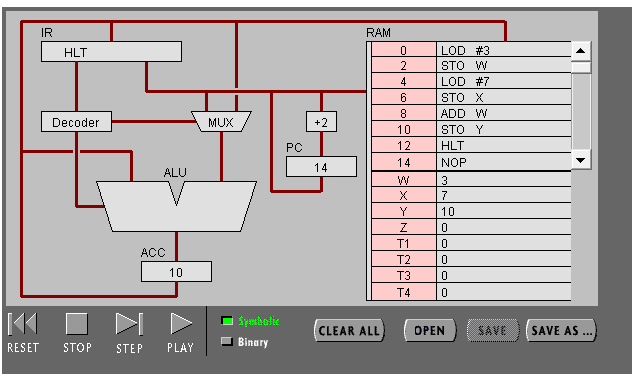 IR
HLT
Decoder
MUX
+2
PC
14
ALU
ACC
10
RAM
0 LOD #3
2 STO W
4 LOD #7
6 STO X
8 ADD W
10 STO Y
12 HLT
14 NOP
W 3
X 7
Y 10
Z 0
T1 0
T2 0
T3 0
T4 0
RESET STOP STEP PLAY
Symbolic
Binary
CLEAR ALL OPEN SAVE SAVE AS ...